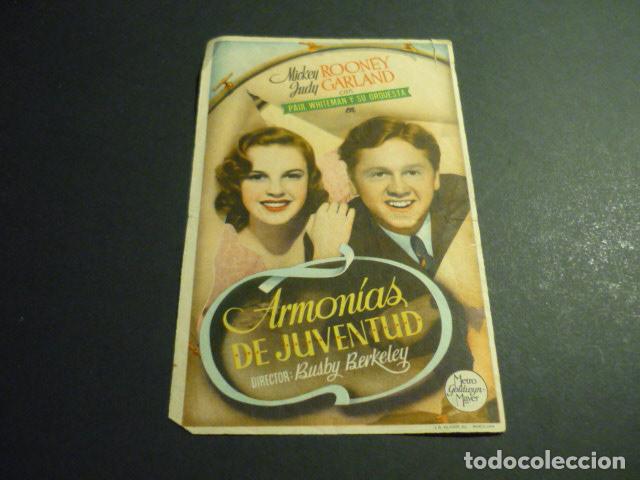 Mickey ROONEY
Judy GARLAND
con
PAUL WHITEMAN Y SU ORQUESTA
en
Armonías
DE JUVENTUD
DIRECTOR: Busby Berkeley
Metro
Goldwyn-
Mayer
todocoleccion